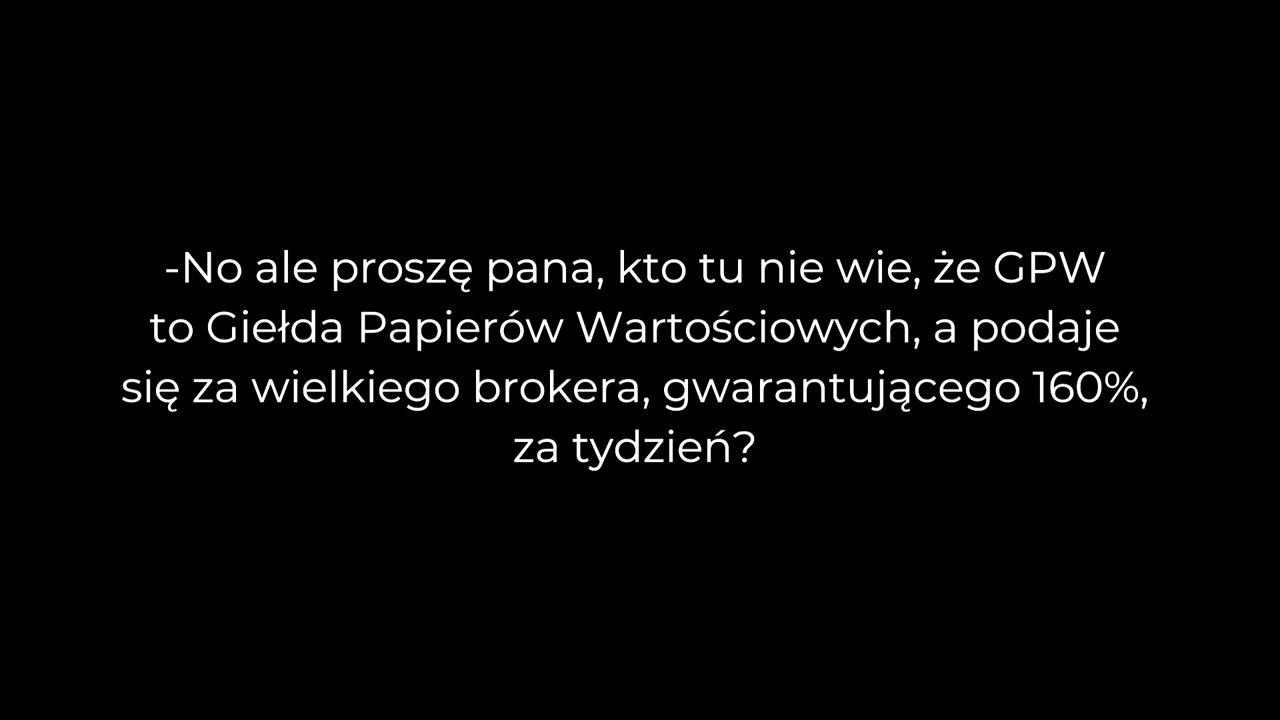 -No ale proszę pana, kto tu nie wie, że GPW
to Giełda Papierów Wartościowych, a podaje
się za wielkiego brokera, gwarantującego 160%,
za tydzień?